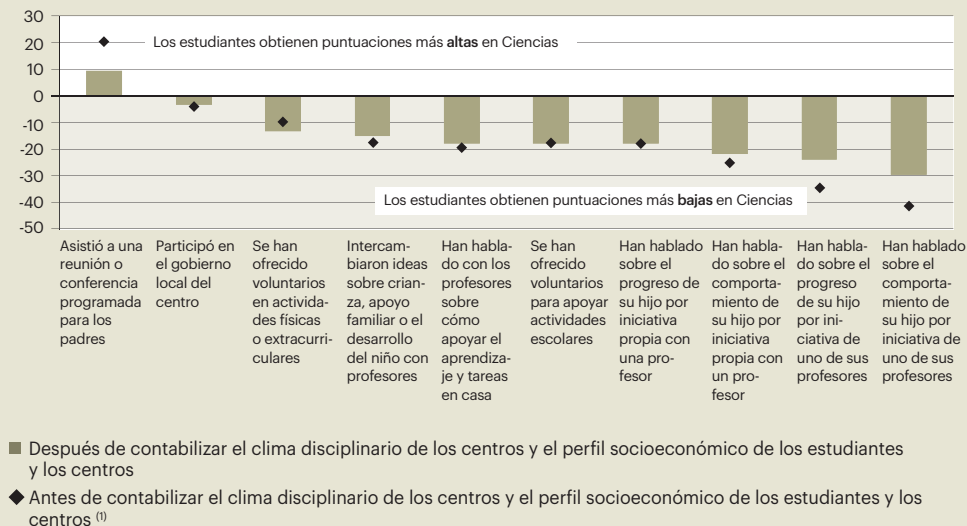 30
20
10
0
-10
-20
-30
-40
-50
Los estudiantes obtienen puntuaciones más altas en Ciencias
Los estudiantes obtienen puntuaciones más bajas en Ciencias
Asistió a una
reunión o
conferencia
programada
para los
padres
Participó en
el gobierno
local del
centro
Se han
ofrecido
voluntarios
en activida-
des físicas
o extracurri-
culares
Intercam-
biaron ideas
sobre crian-
za, apoyo
familiar o el
desarrollo
del niño con
profesores
Han habla-
do con los
profesores
sobre
cómo
apoyar el
aprendiza-
je y tareas
en casa
Se han
ofrecido
voluntarios
para apoyar
actividades
escolares
Han hablado
sobre el
progreso de
su hijo por
iniciativa
propia con
una pro-
fesor
Han habla-
do sobre el
comporta-
miento de
su hijo por
iniciativa
propia con
un pro-
fesor
Han habla-
do sobre el
progreso
de su hijo
por ini-
ciativa de
uno de sus
profesores
Han hablado
sobre el
comporta-
miento de
su hijo por
iniciativa de
uno de sus
profesores
Después de contabilizar el clima disciplinario de los centros y el perfil socioeconómico de los estudiantes
y los centros
Antes de contabilizar el clima disciplinario de los centros y el perfil socioeconómico de los estudiantes y los
centros (1)